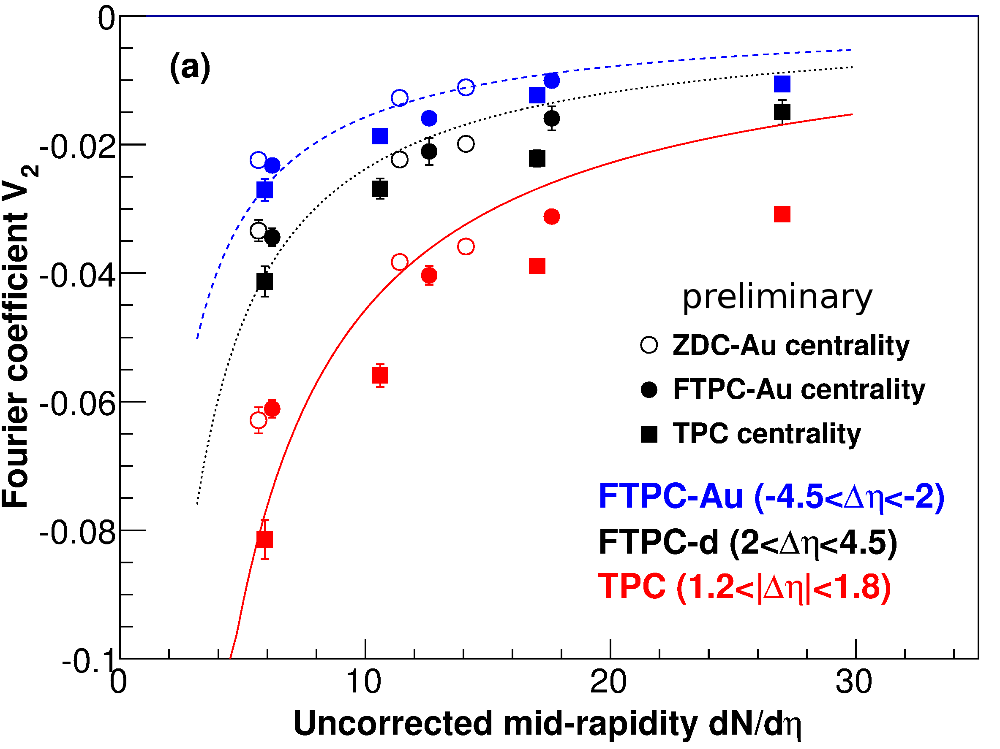 0
(a)
-0.02
-0.04
-0.06
-0.08
-0.1
Fourier coefficient V2
preliminary
ZDC-Au centrality
FTPC-Au centrality
TPC centrality
FTPC-Au (-4.5<Δη<-2)
FTPC-d (2<Δη<4.5)
TPC (1.2<|Δη|<1.8)
0 10 20 30
Uncorrected mid-rapidity dN/dη